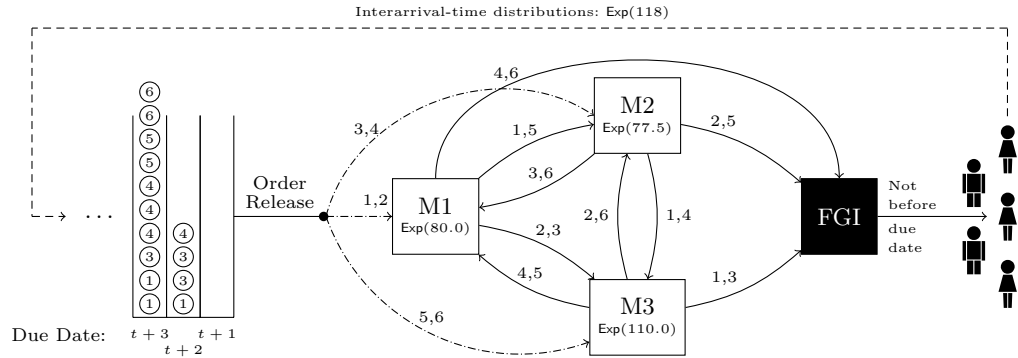 Interarrival-time distributions: Exp(118)
6
6
5
5
4
4
4
3
1
1
4
3
3
1
· · ·
Order
Release
3,4
1,2
5,6
4,6
1,5
3,6
2,3
4,5
2,6
1,4
2,5
1,3
M1
Exp(80.0)
M2
Exp(77.5)
M3
Exp(110.0)
FGI
Not
before
due
date
Due Date:
t + 3
t + 2
t + 1